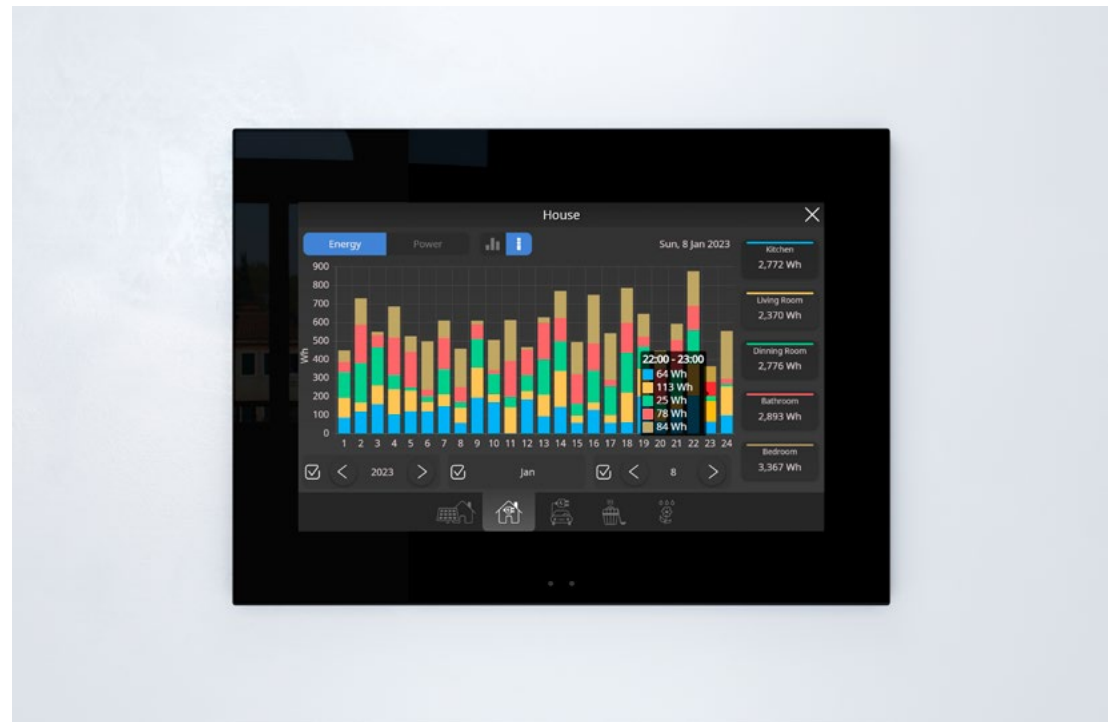 House
Energy
Power
Sun, 8 Jan 2023
Wh
900
800
700
600
500
400
300
200
100
0
1 2 3 4 5 6 7 8 9 10 11 12 13 14 15 16 17 18 19 20 21 22 23 24
22:00 - 23:00
64 Wh
113 Wh
25 Wh
78 Wh
84 Wh
Kitchen
2,772 Wh
Living Room
2,370 Wh
Dinning Room
2,776 Wh
Bathroom
2,893 Wh
Bedroom
3,367 Wh
2023
Jan
8